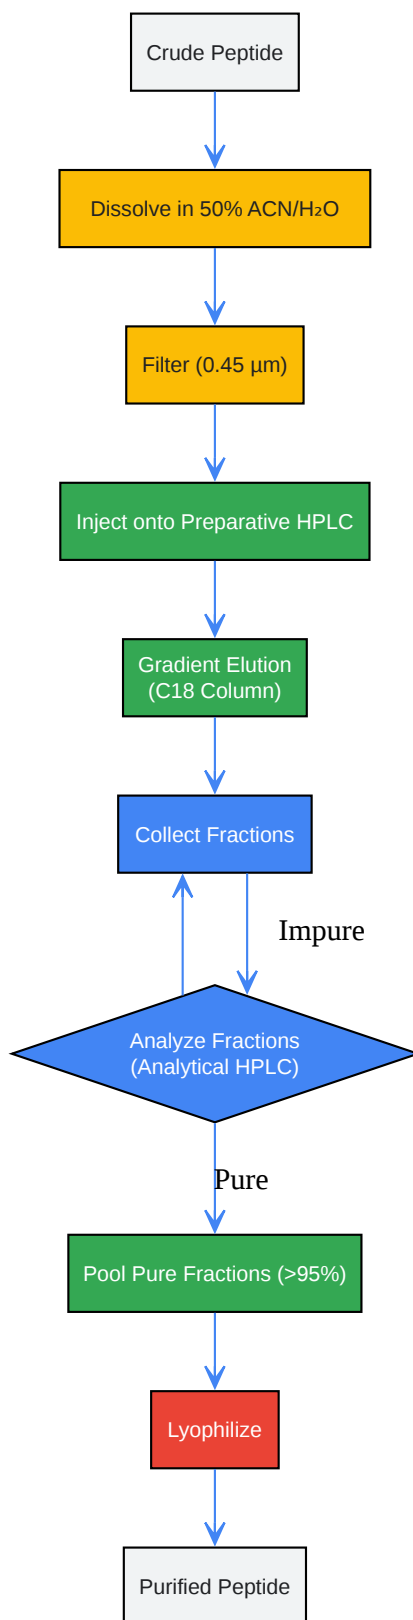 Crude Peptide
Dissolve in 50% ACN/H₂O
Filter (0.45 µm)
Inject onto Preparative HPLC
Gradient Elution
(C18 Column)
Collect Fractions
Impure
Analyze Fractions
(Analytical HPLC)
Pure
Pool Pure Fractions (>95%)
Lyophilize
Purified Peptide